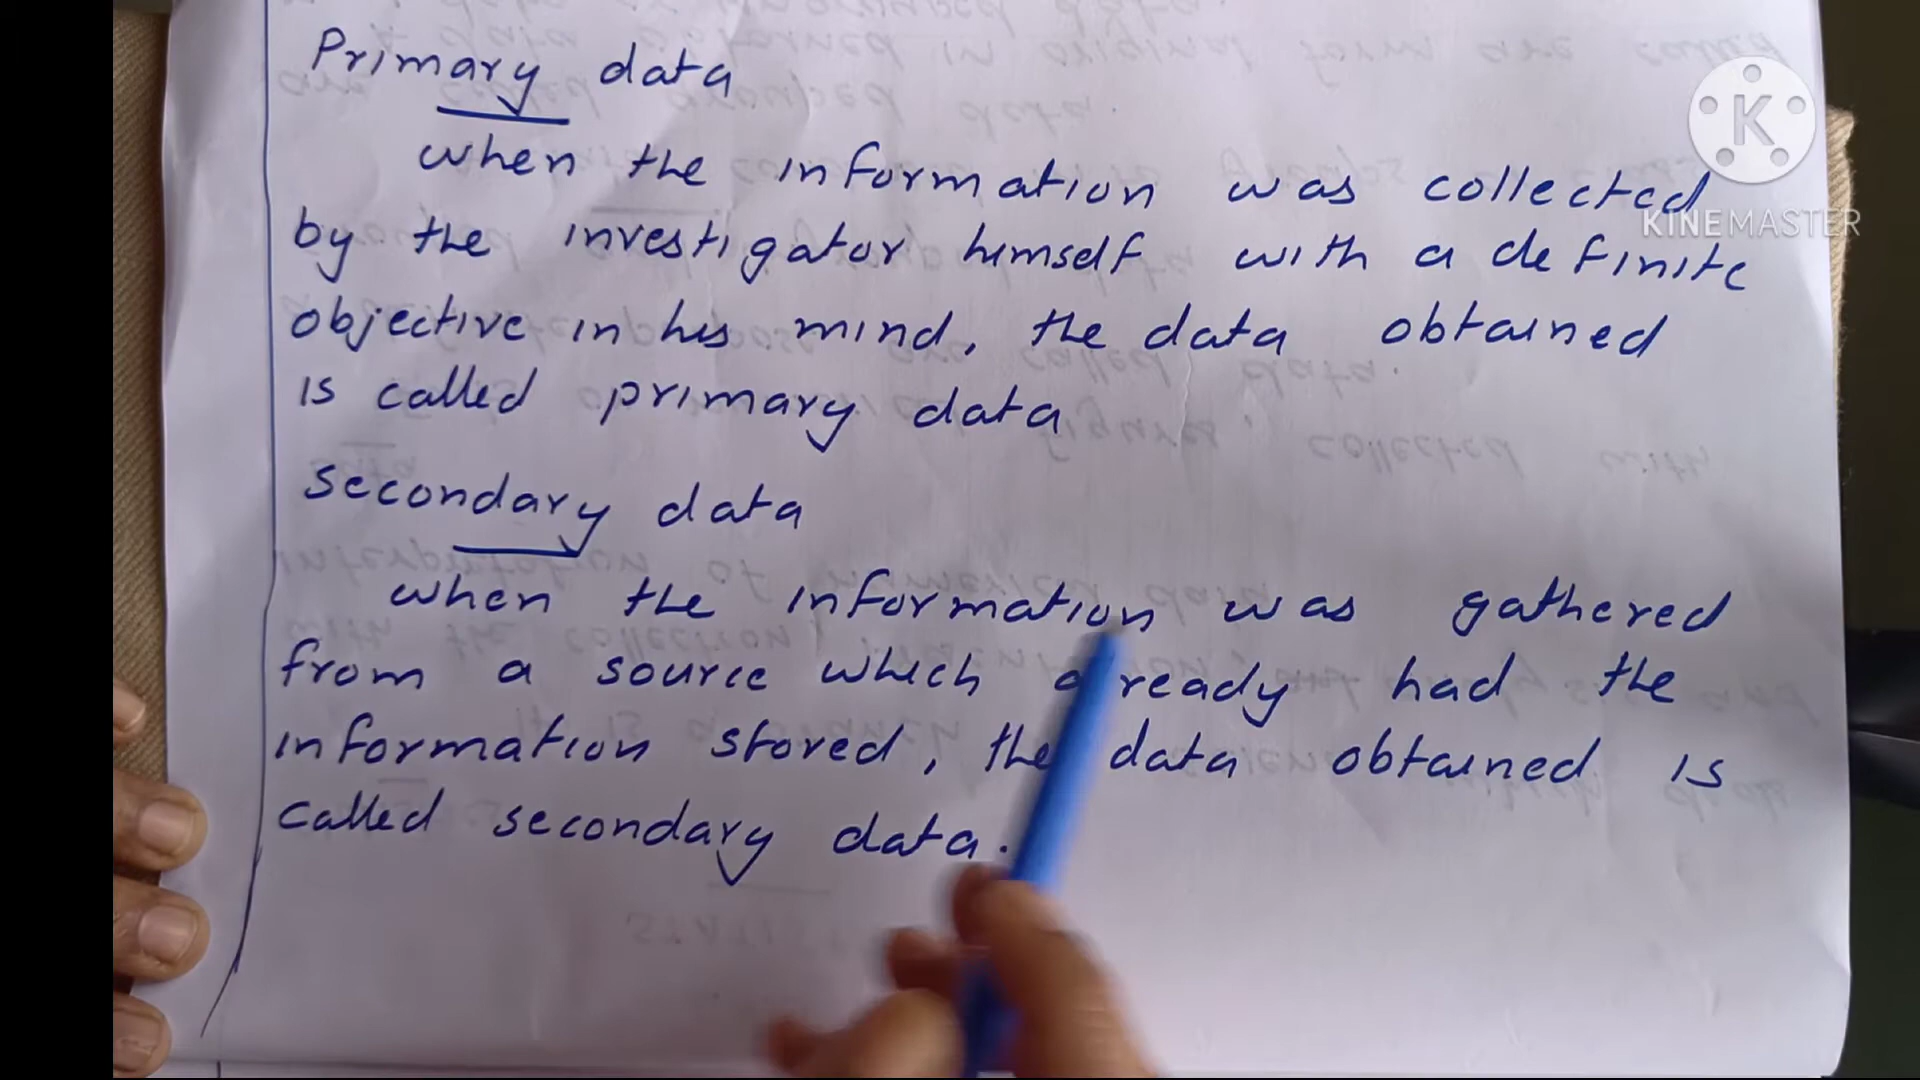 Primary data
when the information was collected
by the investigator himself with a definite
objective in his mind, the data obtained
is called primary data
Secondary data
when the information was gathered
from a source which already had the
information stored, the data obtained is
called secondary data.
K
KINEMASTER